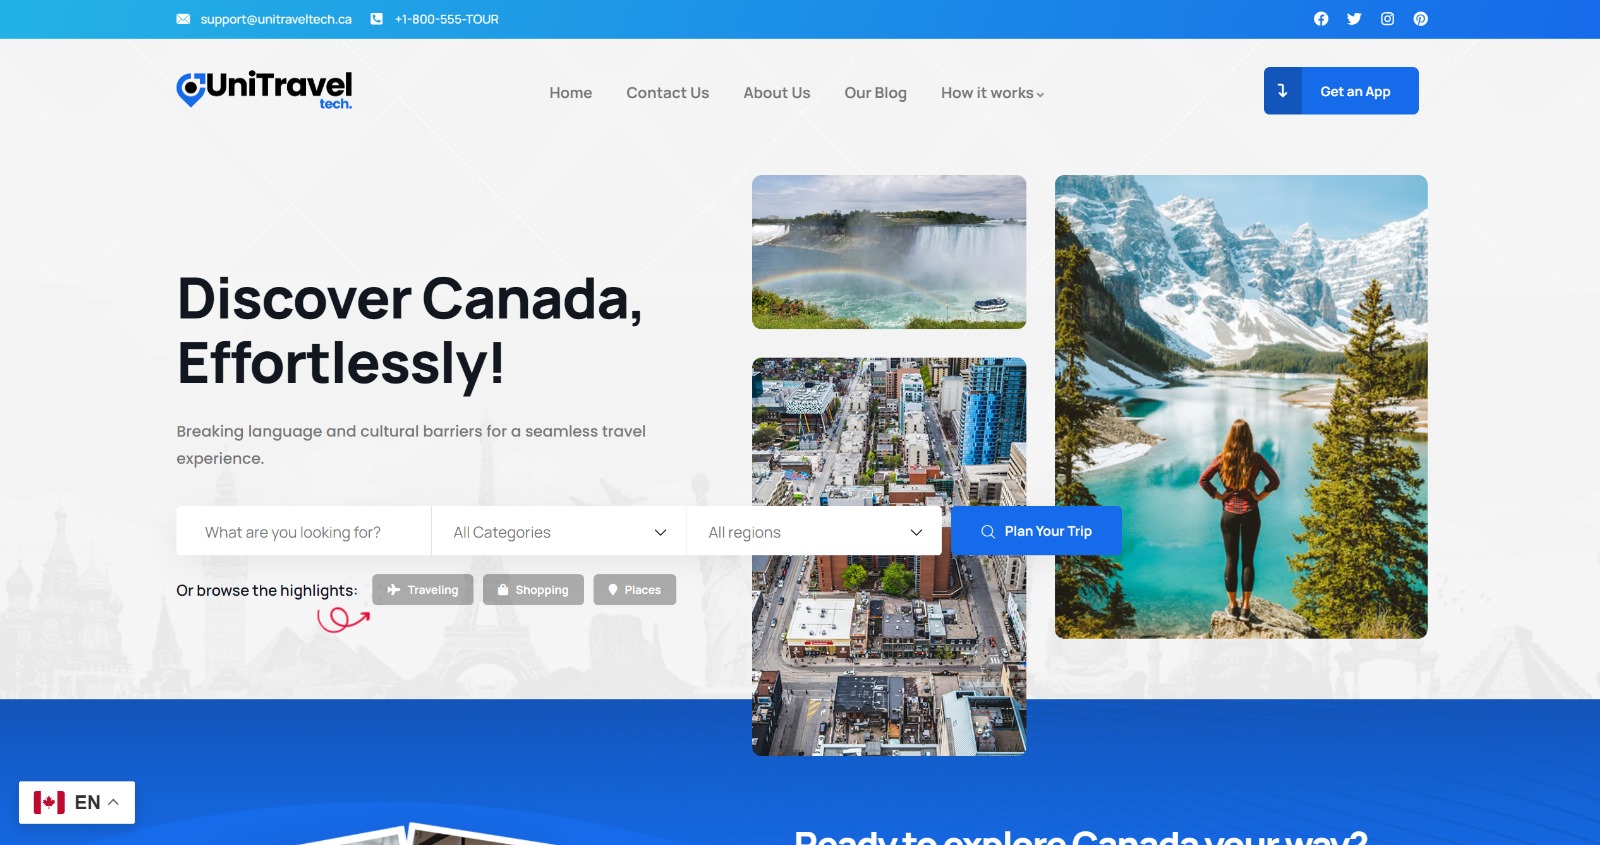 support@unitraveltech.ca +1-800-555-TOUR
UniTravel
tech.
Home Contact Us About Us Our Blog How it works
Get an App
Discover Canada,
Effortlessly!
Breaking language and cultural barriers for a seamless travel
experience.
What are you looking for? All Categories All regions Plan Your Trip
Or browse the highlights: Traveling Shopping Places
EN
Ready to explore Canada your way?